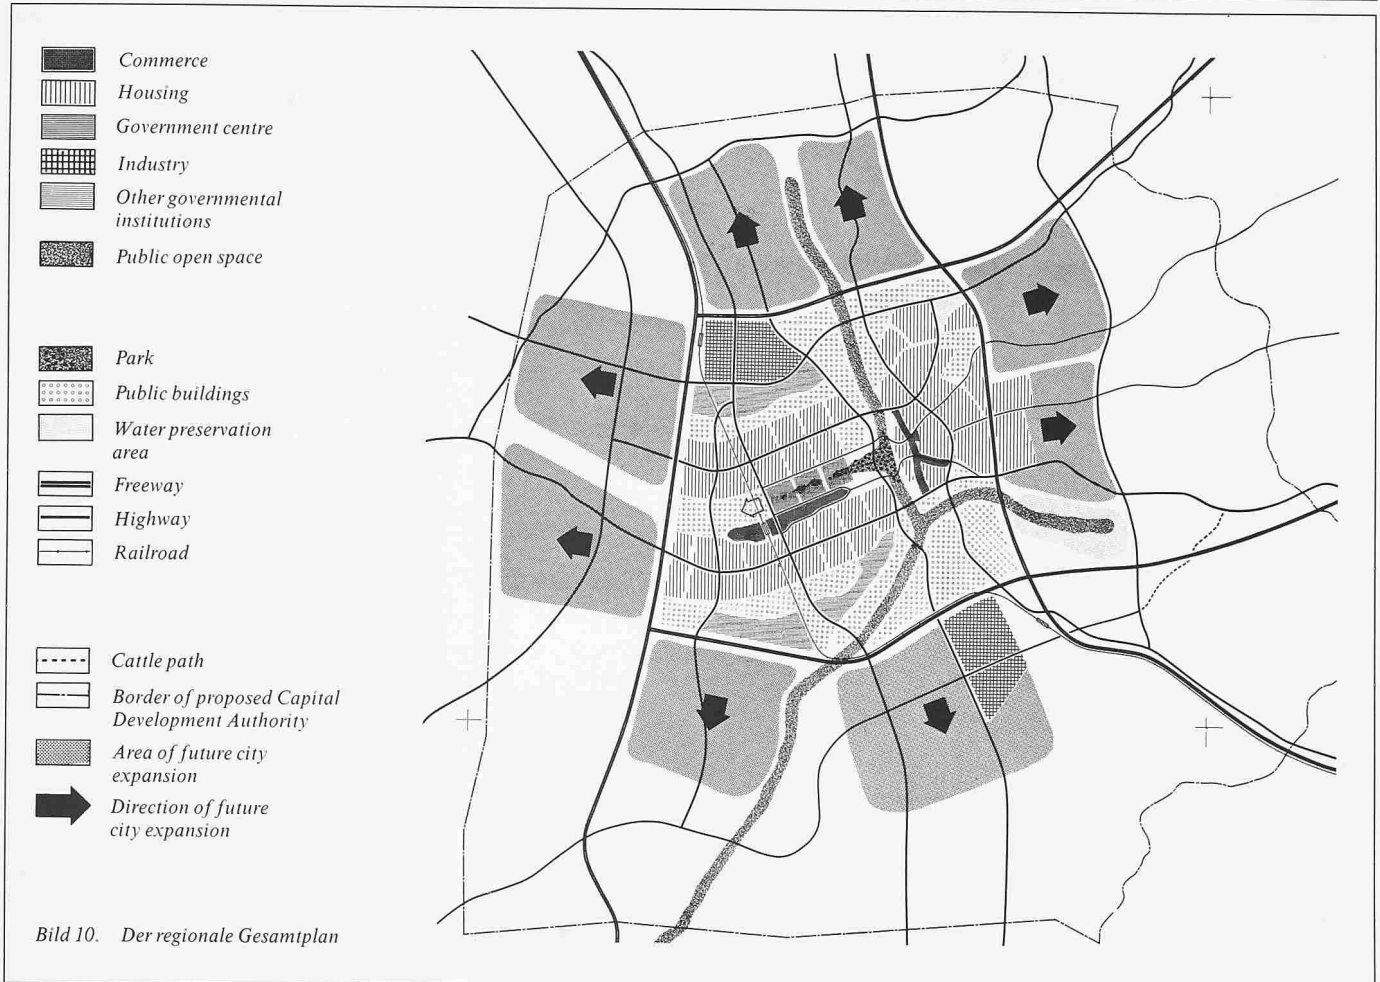 Commerce
Housing
Government centre
Industry
Other governmental
institutions
Public open space
Park
Public buildings
Water preservation
area
Freeway
Highway
Railroad
Cattle path
Border of proposed Capital
Development Authority
Area of future city
expansion
Direction of future
city expansion
Bild 10. Der regionale Gesamtplan